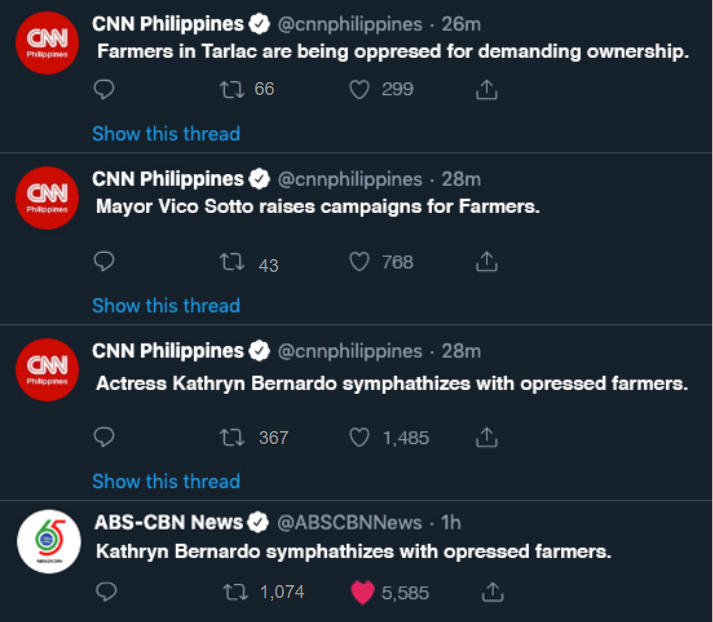 CNN Philippines @cnnphilippines · 26m
Farmers in Tarlac are being oppresed for demanding ownership.
66 299
Show this thread
CNN Philippines @cnnphilippines · 28m
Mayor Vico Sotto raises campaigns for Farmers.
43 768
Show this thread
CNN Philippines @cnnphilippines · 28m
Actress Kathryn Bernardo symphathizes with opressed farmers.
367 1,485
Show this thread
ABS-CBN News @ABSCBNNews · 1h
Kathryn Bernardo symphathizes with opressed farmers.
1,074 5,585
CNN
Philippines
CNN
Philippines
CNN
Philippines
65